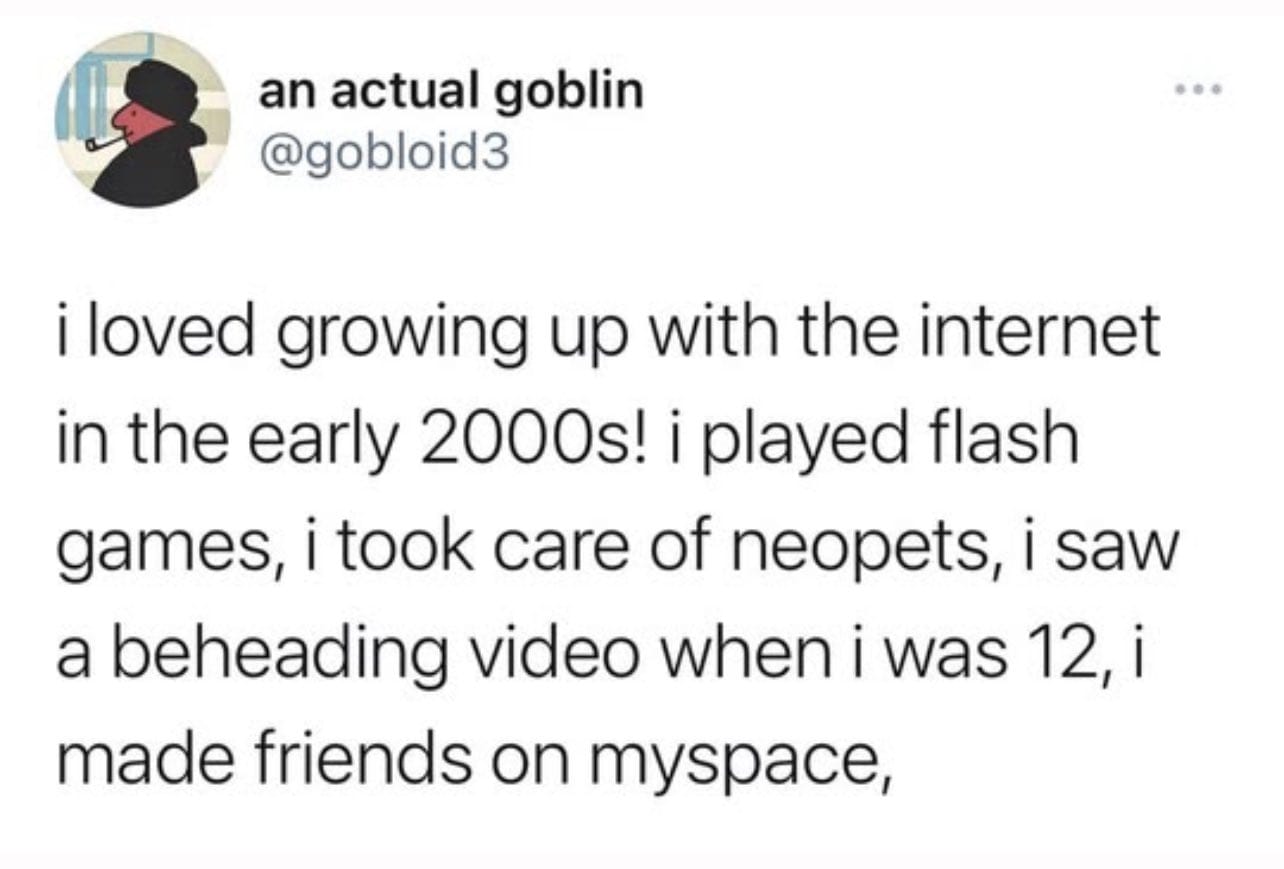 an actual goblin
@gobloid3
i loved growing up with the internet
in the early 2000s! i played flash
games, i took care of neopets, i saw
a beheading video when i was 12, i
made friends on myspace,